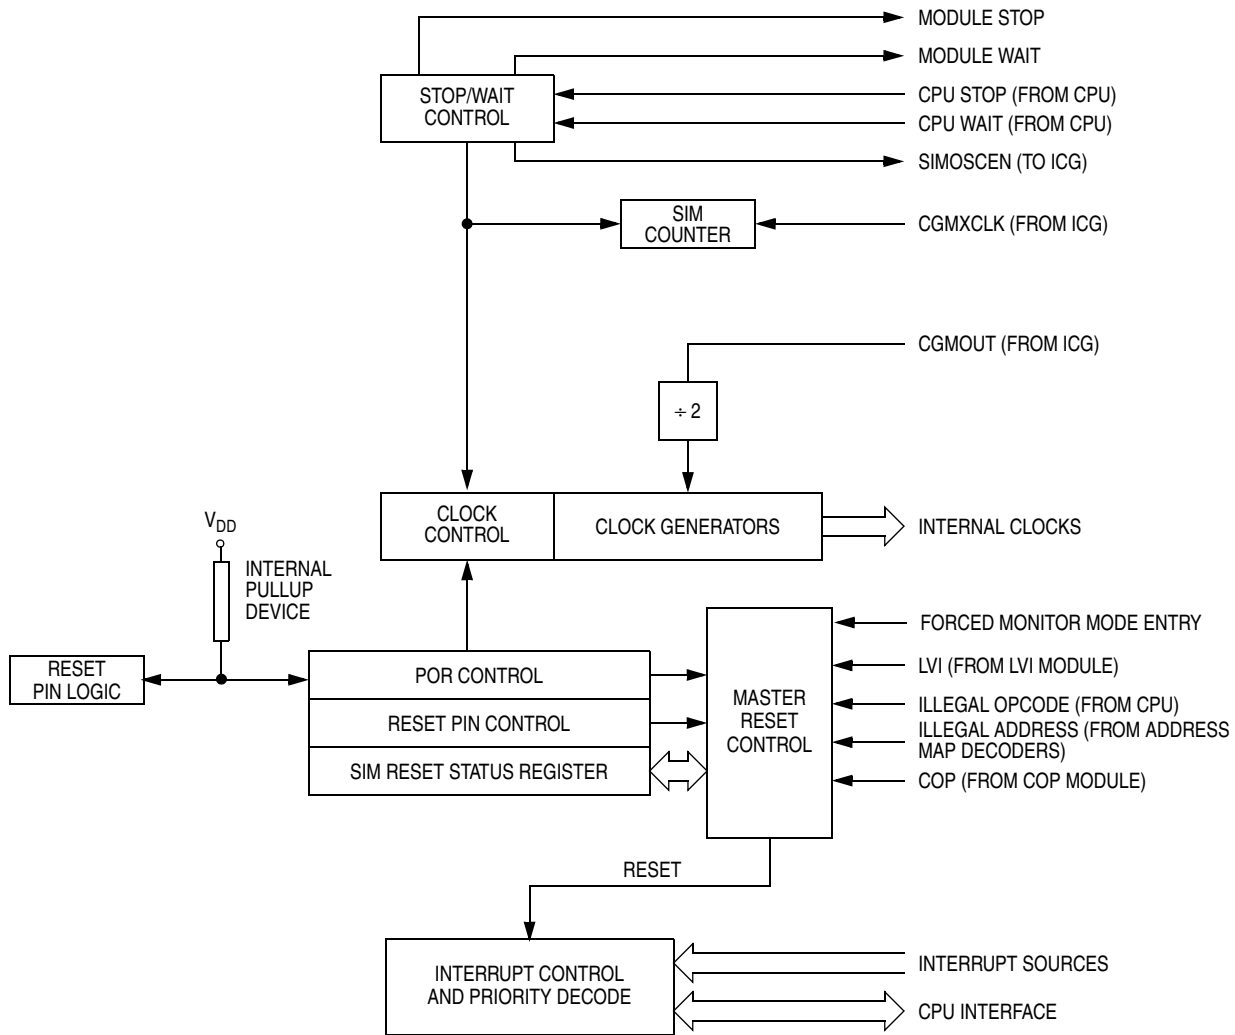 MODULE STOP
MODULE WAIT
STOP/WAIT
CONTROL
CPU STOP (FROM CPU)
CPU WAIT (FROM CPU)
SIMOSCEN (TO ICG)
SIM
COUNTER
CGMXCLK (FROM ICG)
CGMOUT (FROM ICG)
÷ 2
CLOCK
CONTROL
CLOCK GENERATORS
INTERNAL CLOCKS
VDD
INTERNAL
PULLUP
DEVICE
RESET
PIN LOGIC
POR CONTROL
RESET PIN CONTROL
SIM RESET STATUS REGISTER
MASTER
RESET
CONTROL
FORCED MONITOR MODE ENTRY
LVI (FROM LVI MODULE)
ILLEGAL OPCODE (FROM CPU)
ILLEGAL ADDRESS (FROM ADDRESS
MAP DECODERS)
COP (FROM COP MODULE)
RESET
INTERRUPT CONTROL
AND PRIORITY DECODE
INTERRUPT SOURCES
CPU INTERFACE